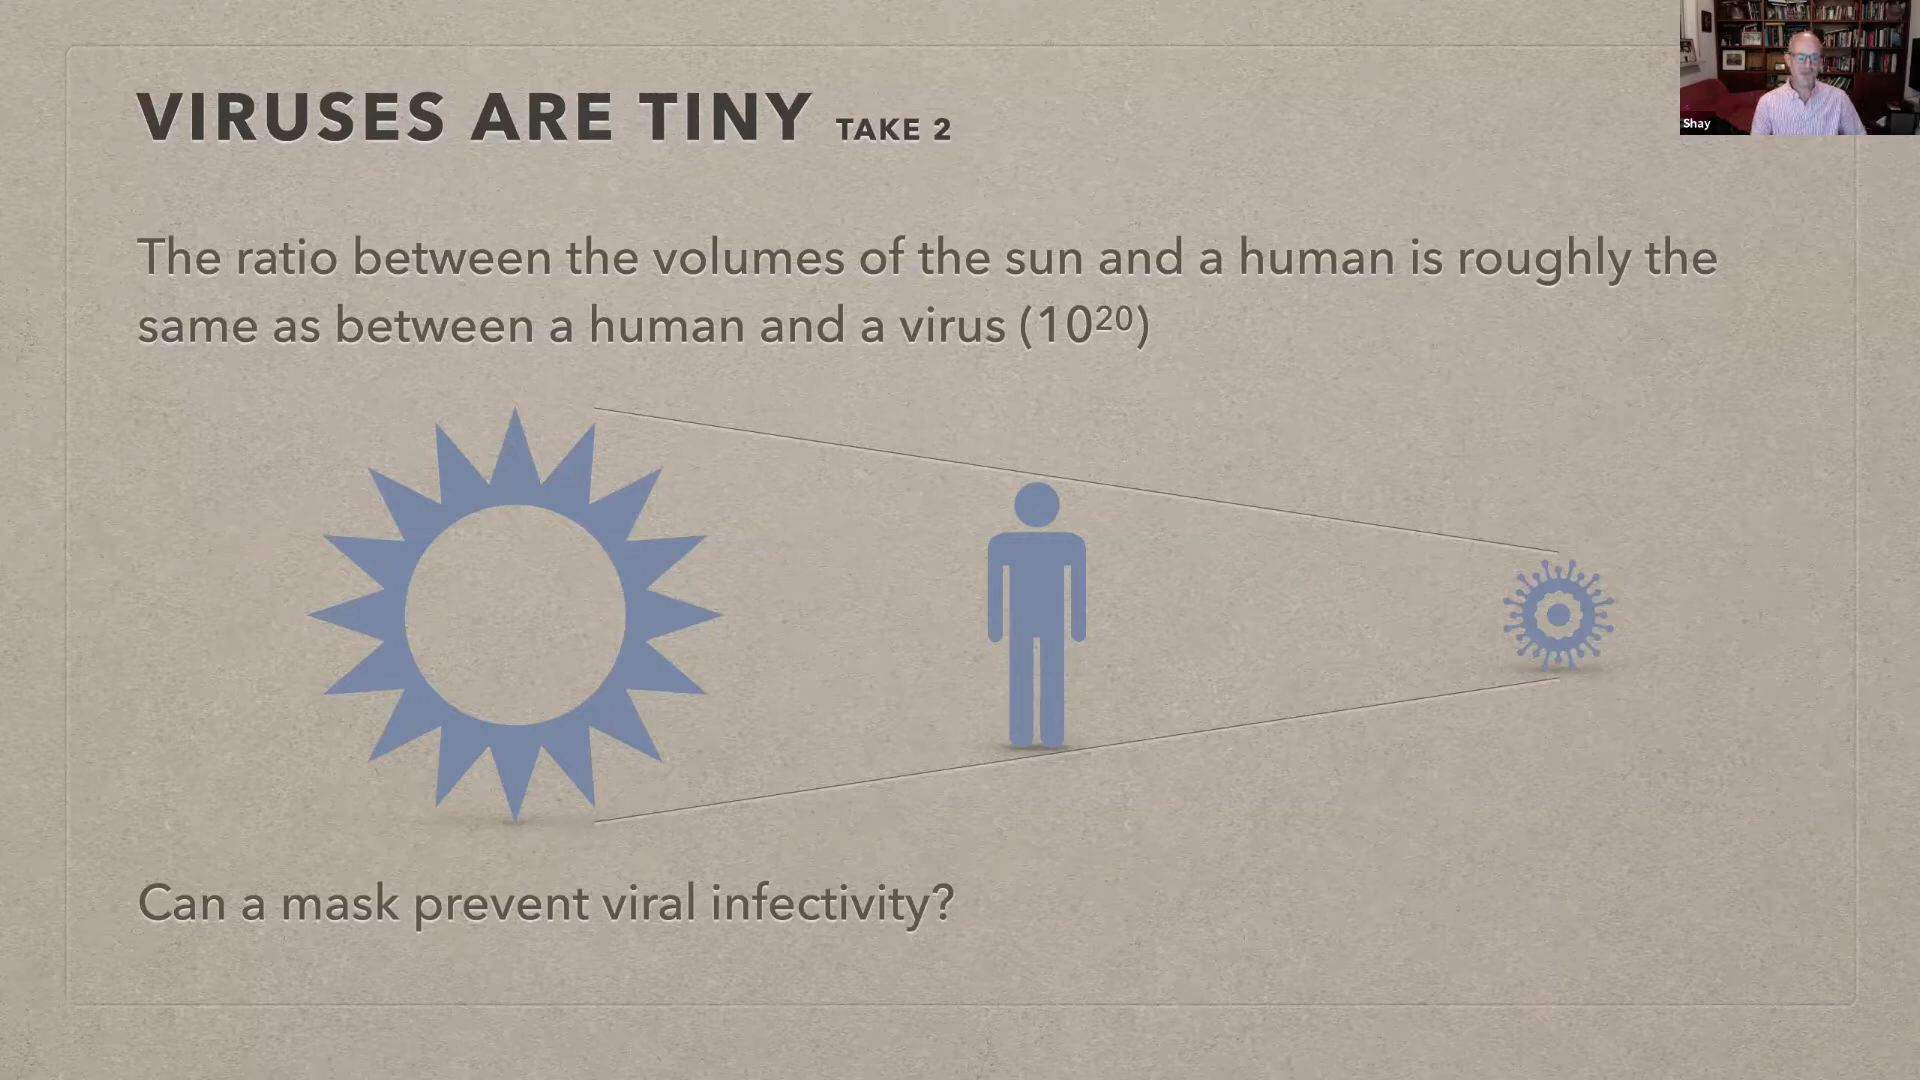 VIRUSES ARE TINY TAKE 2
Shay
The ratio between the volumes of the sun and a human is roughly the
same as between a human and a virus (10²⁰)
Can a mask prevent viral infectivity?